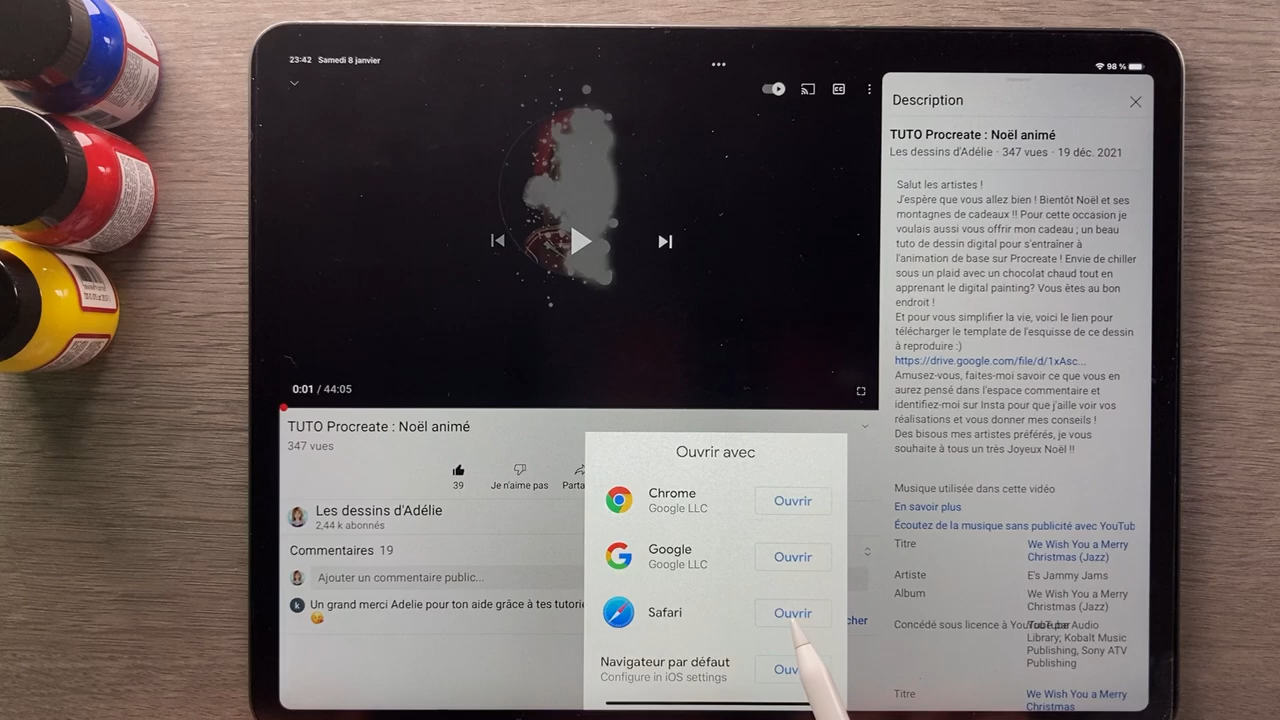 23:42 Samedi 8 janvier
98 %
CC
0:01 / 44:05
TUTO Procreate : Noël animé
347 vues
39
Je n'aime pas
Parta
Les dessins d'Adélie
2,44 k abonnés
Commentaires 19
Ajouter un commentaire public...
k
Un grand merci Adelie pour ton aide grâce à tes tutorie
cher
Ouvrir avec
Chrome
Google LLC
Ouvrir
Google
Google LLC
Ouvrir
Safari
Ouvrir
Navigateur par défaut
Configure in iOS settings
Ouv
Description
TUTO Procreate : Noël animé
Les dessins d'Adélie · 347 vues · 19 déc. 2021
Salut les artistes !
J'espère que vous allez bien ! Bientôt Noël et ses
montagnes de cadeaux !! Pour cette occasion je
voulais aussi vous offrir mon cadeau ; un beau
tuto de dessin digital pour s'entraîner à
l'animation de base sur Procreate ! Envie de chiller
sous un plaid avec un chocolat chaud tout en
apprenant le digital painting? Vous êtes au bon
endroit !
Et pour vous simplifier la vie, voici le lien pour
télécharger le template de l'esquisse de ce dessin
à reproduire :)
https://drive.google.com/file/d/1xAsc...
Amusez-vous, faites-moi savoir ce que vous en
aurez pensé dans l'espace commentaire et
identifiez-moi sur Insta pour que j'aille voir vos
réalisations et vous donner mes conseils !
Des bisous mes artistes préférés, je vous
souhaite à tous un très Joyeux Noël !!
Musique utilisée dans cette vidéo
En savoir plus
Écoutez de la musique sans publicité avec YouTub
Titre
We Wish You a Merry
Christmas (Jazz)
Artiste
E's Jammy Jams
Album
We Wish You a Merry
Christmas (Jazz)
Concédé sous licence à YouTube par
YouTube Audio
Library; Kobalt Music
Publishing, Sony ATV
Publishing
Titre
We Wish You a Merry
Christmas